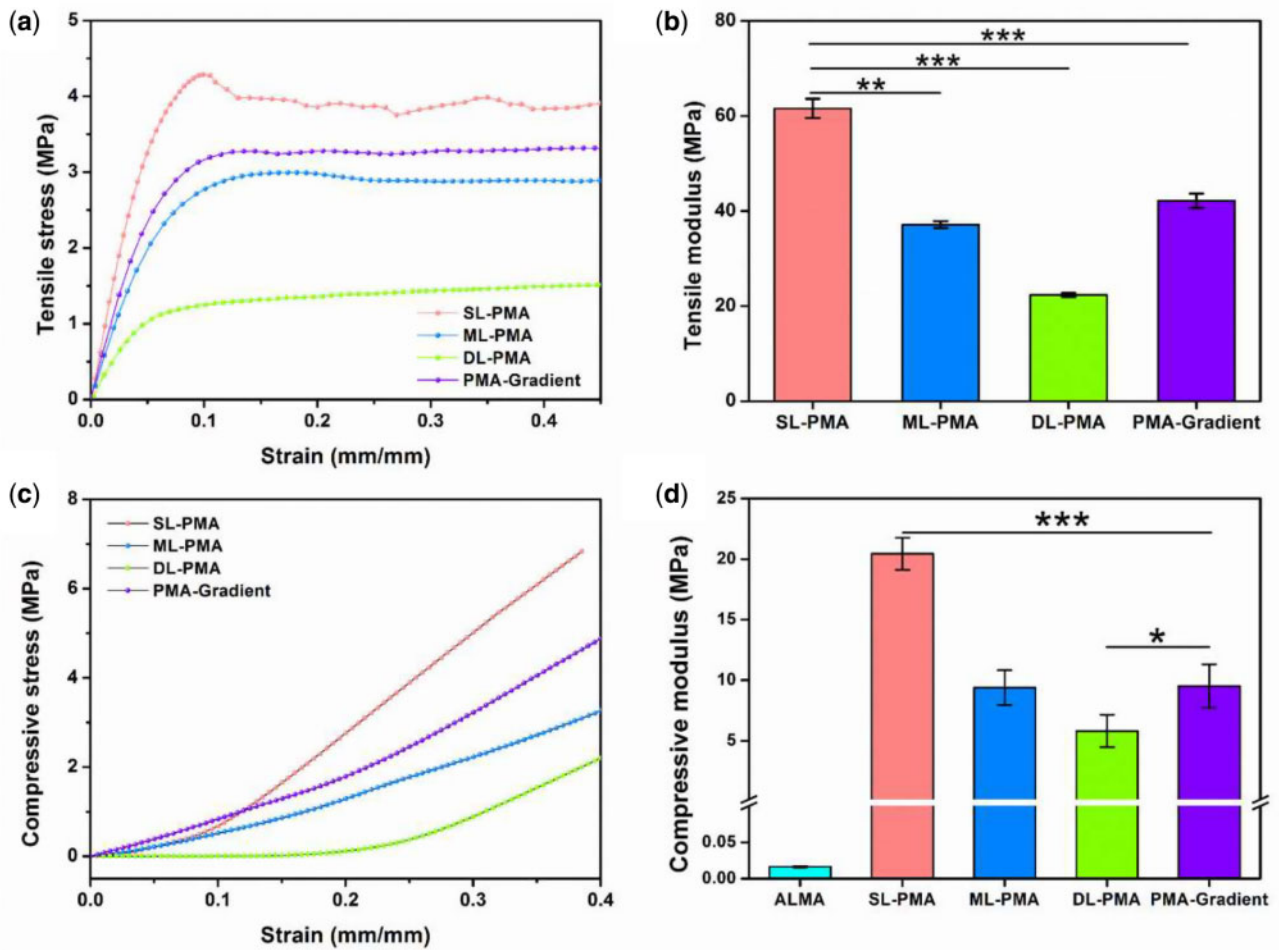 (a)
5
4
3
2
1
0
Tensile stress (MPa)
SL-PMA
ML-PMA
DL-PMA
PMA-Gradient
0.0 0.1 0.2 0.3 0.4
Strain (mm/mm)
(b)
80
60
40
20
0
Tensile modulus (MPa)
***
***
**
SL-PMA ML-PMA DL-PMA PMA-Gradient
(c)
8
6
4
2
0
Compressive stress (MPa)
SL-PMA
ML-PMA
DL-PMA
PMA-Gradient
0.0 0.1 0.2 0.3 0.4
Strain (mm/mm)
(d)
25
20
15
10
5
0.05
0.00
Compressive modulus (MPa)
***
*
ALMA SL-PMA ML-PMA DL-PMA PMA-Gradient